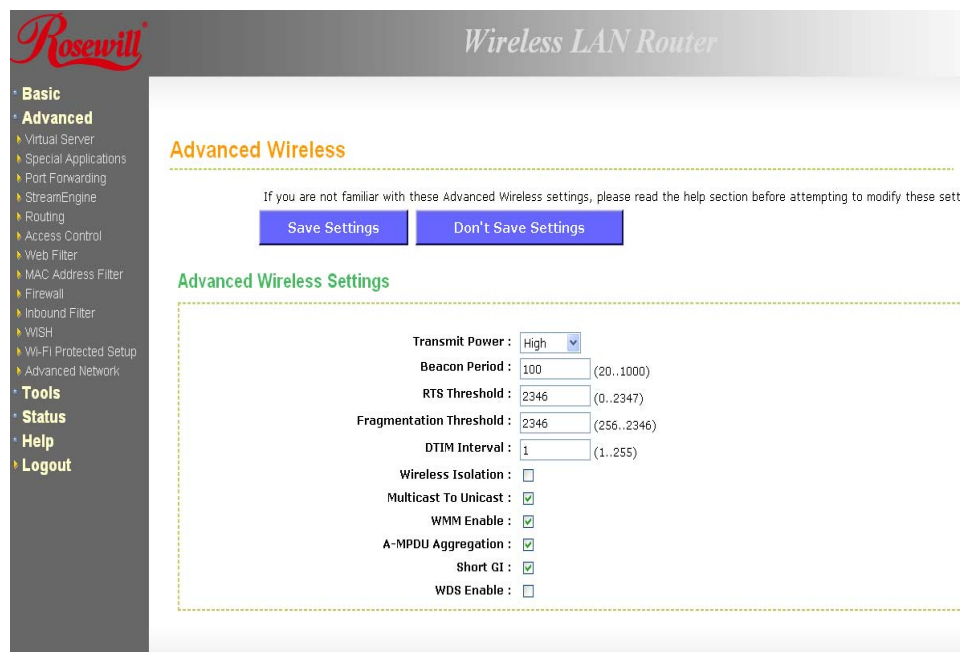 Rosewill
Wireless LAN Router
Basic
Advanced
Virtual Server
Special Applications
Port Forwarding
StreamEngine
Routing
Access Control
Web Filter
MAC Address Filter
Firewall
Inbound Filter
WISH
Wi-Fi Protected Setup
Advanced Network
Tools
Status
Help
Logout
Advanced Wireless
If you are not familiar with these Advanced Wireless settings, please read the help section before attempting to modify these sett
Save Settings
Don't Save Settings
Advanced Wireless Settings
Transmit Power : High
Beacon Period : 100 (20..1000)
RTS Threshold : 2346 (0..2347)
Fragmentation Threshold : 2346 (256..2346)
DTIM Interval : 1 (1..255)
Wireless Isolation :
Multicast To Unicast :
WMM Enable :
A-MPDU Aggregation :
Short GI :
WDS Enable :